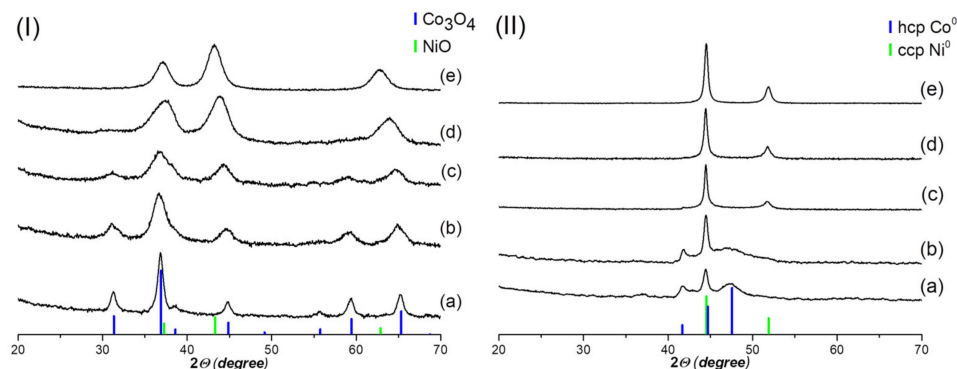 (I)
Co₃O₄
NiO
(e)
(d)
(c)
(b)
(a)
20 30 40 50 60 70
2Θ (degree)
(II)
hcp Co⁰
ccp Ni⁰
(e)
(d)
(c)
(b)
(a)
20 30 40 50 60 70
2Θ (degree)